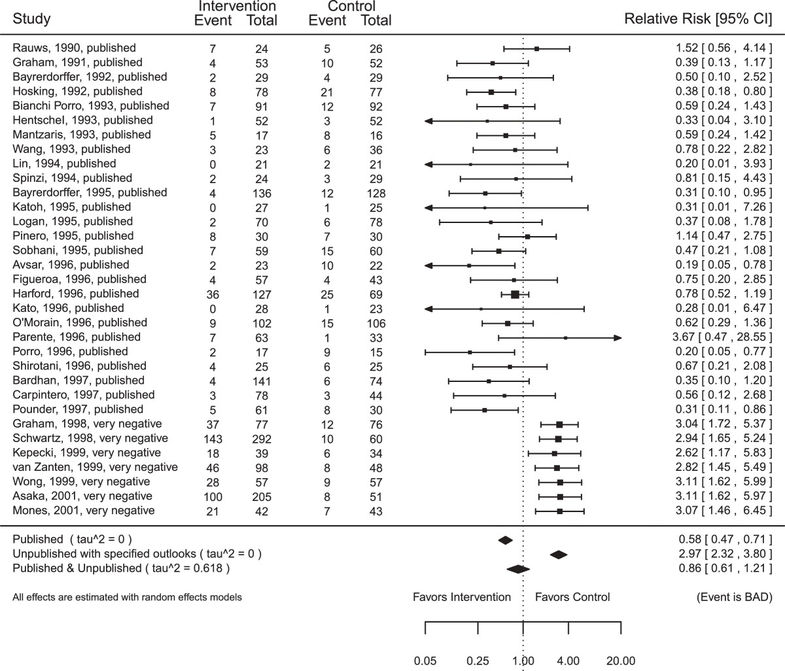 Intervention Control
Study Event Total Event Total Relative Risk [95% CI]
Rauws, 1990, published 7 24 5 26 1.52 [ 0.56 , 4.14 ]
Graham, 1991, published 4 53 10 52 0.39 [ 0.13 , 1.17 ]
Bayrerdorffer, 1992, published 2 29 4 29 0.50 [ 0.10 , 2.52 ]
Hosking, 1992, published 8 78 21 77 0.38 [ 0.18 , 0.80 ]
Bianchi Porro, 1993, published 7 91 12 92 0.59 [ 0.24 , 1.43 ]
Hentschel, 1993, published 1 52 3 52 0.33 [ 0.04 , 3.10 ]
Mantzaris, 1993, published 5 17 8 16 0.59 [ 0.24 , 1.42 ]
Wang, 1993, published 3 23 6 36 0.78 [ 0.22 , 2.82 ]
Lin, 1994, published 0 21 2 21 0.20 [ 0.01 , 3.93 ]
Spinzi, 1994, published 2 24 3 29 0.81 [ 0.15 , 4.43 ]
Bayrerdorffer, 1995, published 4 136 12 128 0.31 [ 0.10 , 0.95 ]
Katoh, 1995, published 0 27 1 25 0.31 [ 0.01 , 7.26 ]
Logan, 1995, published 2 70 6 78 0.37 [ 0.08 , 1.78 ]
Pinero, 1995, published 8 30 7 30 1.14 [ 0.47 , 2.75 ]
Sobhani, 1995, published 7 59 15 60 0.47 [ 0.21 , 1.08 ]
Avsar, 1996, published 2 23 10 22 0.19 [ 0.05 , 0.78 ]
Figueroa, 1996, published 4 57 4 43 0.75 [ 0.20 , 2.85 ]
Harford, 1996, published 36 127 25 69 0.78 [ 0.52 , 1.19 ]
Kato, 1996, published 0 28 1 23 0.28 [ 0.01 , 6.47 ]
O'Morain, 1996, published 9 102 15 106 0.62 [ 0.29 , 1.36 ]
Parente, 1996, published 7 63 1 33 3.67 [ 0.47 , 28.55 ]
Porro, 1996, published 2 17 9 15 0.20 [ 0.05 , 0.77 ]
Shirotani, 1996, published 4 25 6 25 0.67 [ 0.21 , 2.08 ]
Bardhan, 1997, published 4 141 6 74 0.35 [ 0.10 , 1.20 ]
Carpintero, 1997, published 3 78 3 44 0.56 [ 0.12 , 2.68 ]
Pounder, 1997, published 5 61 8 30 0.31 [ 0.11 , 0.86 ]
Graham, 1998, very negative 37 77 12 76 3.04 [ 1.72 , 5.37 ]
Schwartz, 1998, very negative 143 292 10 60 2.94 [ 1.65 , 5.24 ]
Kepecki, 1999, very negative 18 39 6 34 2.62 [ 1.17 , 5.83 ]
van Zanten, 1999, very negative 46 98 8 48 2.82 [ 1.45 , 5.49 ]
Wong, 1999, very negative 28 57 9 57 3.11 [ 1.62 , 5.99 ]
Asaka, 2001, very negative 100 205 8 51 3.11 [ 1.62 , 5.97 ]
Mones, 2001, very negative 21 42 7 43 3.07 [ 1.46 , 6.45 ]
Published ( tau^2 = 0 ) 0.58 [ 0.47 , 0.71 ]
Unpublished with specified outlooks ( tau^2 = 0 ) 2.97 [ 2.32 , 3.80 ]
Published & Unpublished ( tau^2 = 0.618 ) 0.86 [ 0.61 , 1.21 ]
All effects are estimated with random effects models Favors Intervention Favors Control (Event is BAD)
0.05 0.25 1.00 4.00 20.00